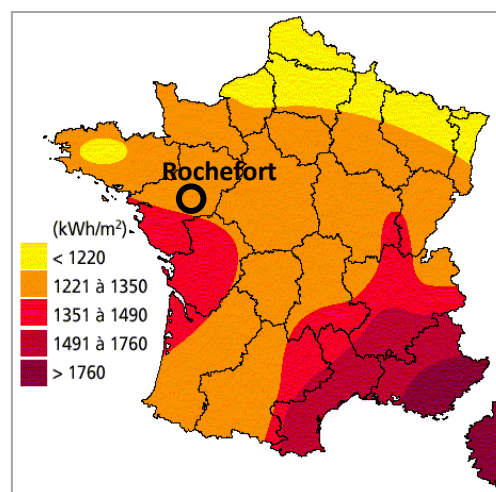 Rochefort
(kWh/m²)
< 1220
1221 à 1350
1351 à 1490
1491 à 1760
> 1760